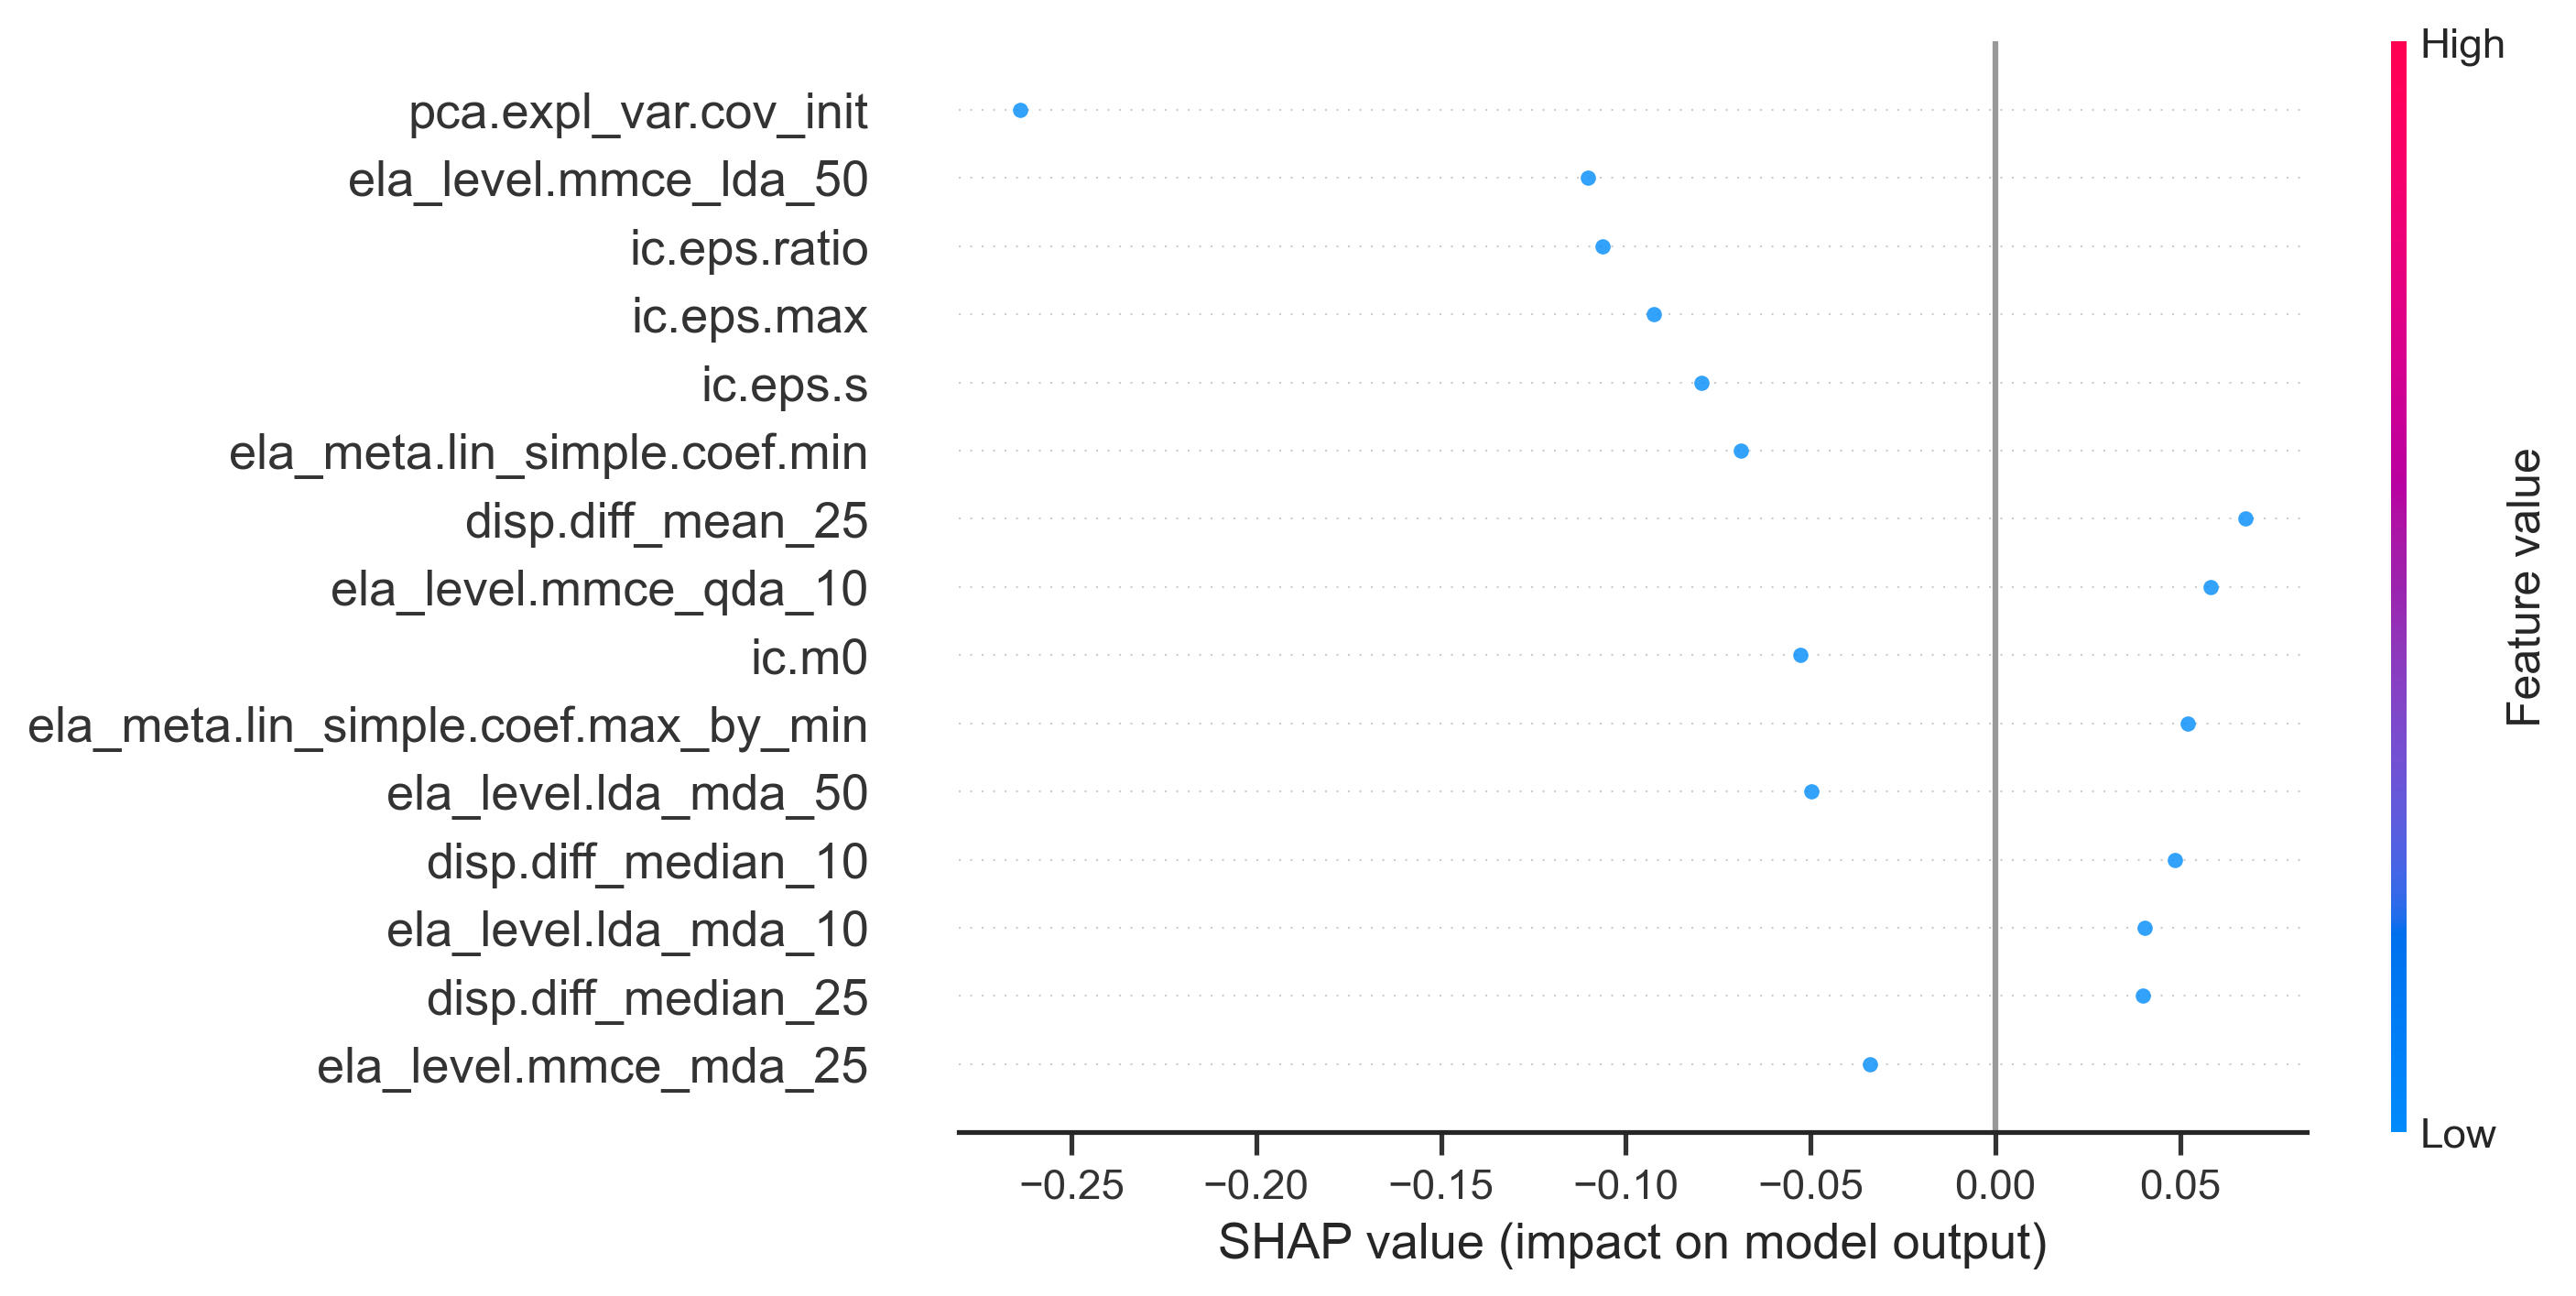 High
pca.expl_var.cov_init
ela_level.mmce_lda_50
ic.eps.ratio
ic.eps.max
ic.eps.s
ela_meta.lin_simple.coef.min
disp.diff_mean_25
ela_level.mmce_qda_10
ic.m0
ela_meta.lin_simple.coef.max_by_min
ela_level.lda_mda_50
disp.diff_median_10
ela_level.lda_mda_10
disp.diff_median_25
ela_level.mmce_mda_25
Feature value
Low
−0.25 −0.20 −0.15 −0.10 −0.05 0.00 0.05
SHAP value (impact on model output)